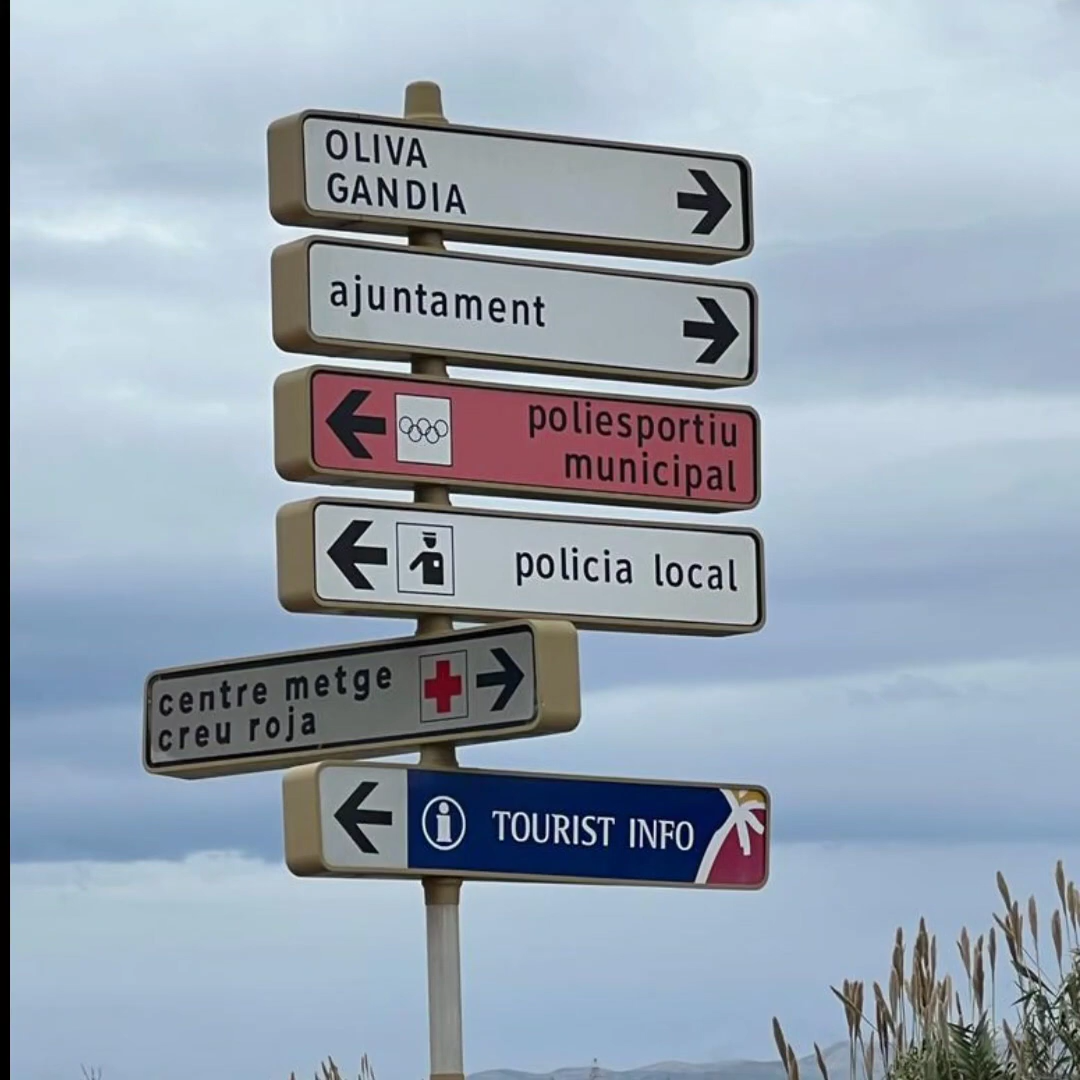 OLIVA
GANDIA
ajuntament
poliesportiu
municipal
policia local
centre metge
creu roja
i TOURIST INFO